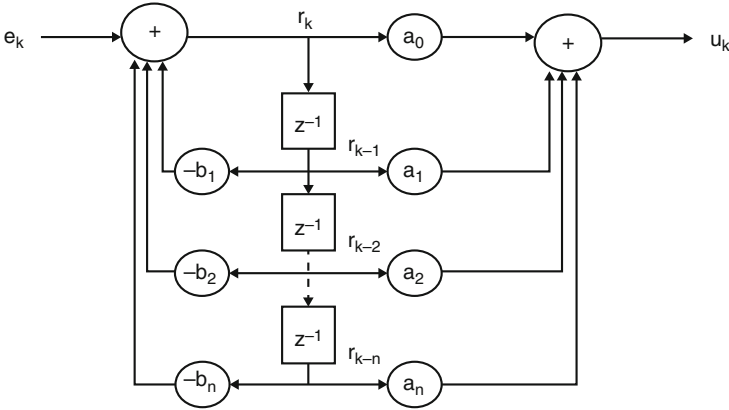 eₖ + rₖ a₀ + uₖ
z⁻¹
–b₁ rₖ₋₁ a₁
z⁻¹
–b₂ rₖ₋₂ a₂
z⁻¹
–bₙ rₖ₋ₙ aₙ